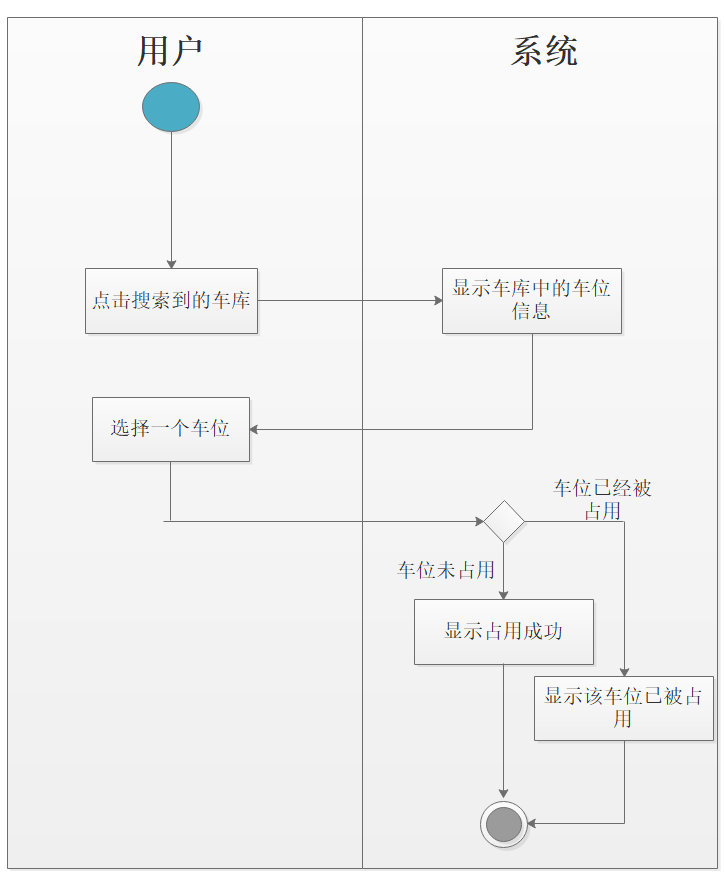 用户
系统
点击搜索到的车库
显示车库中的车位
信息
选择一个车位
车位已经被
占用
车位未占用
显示占用成功
显示该车位已被占
用